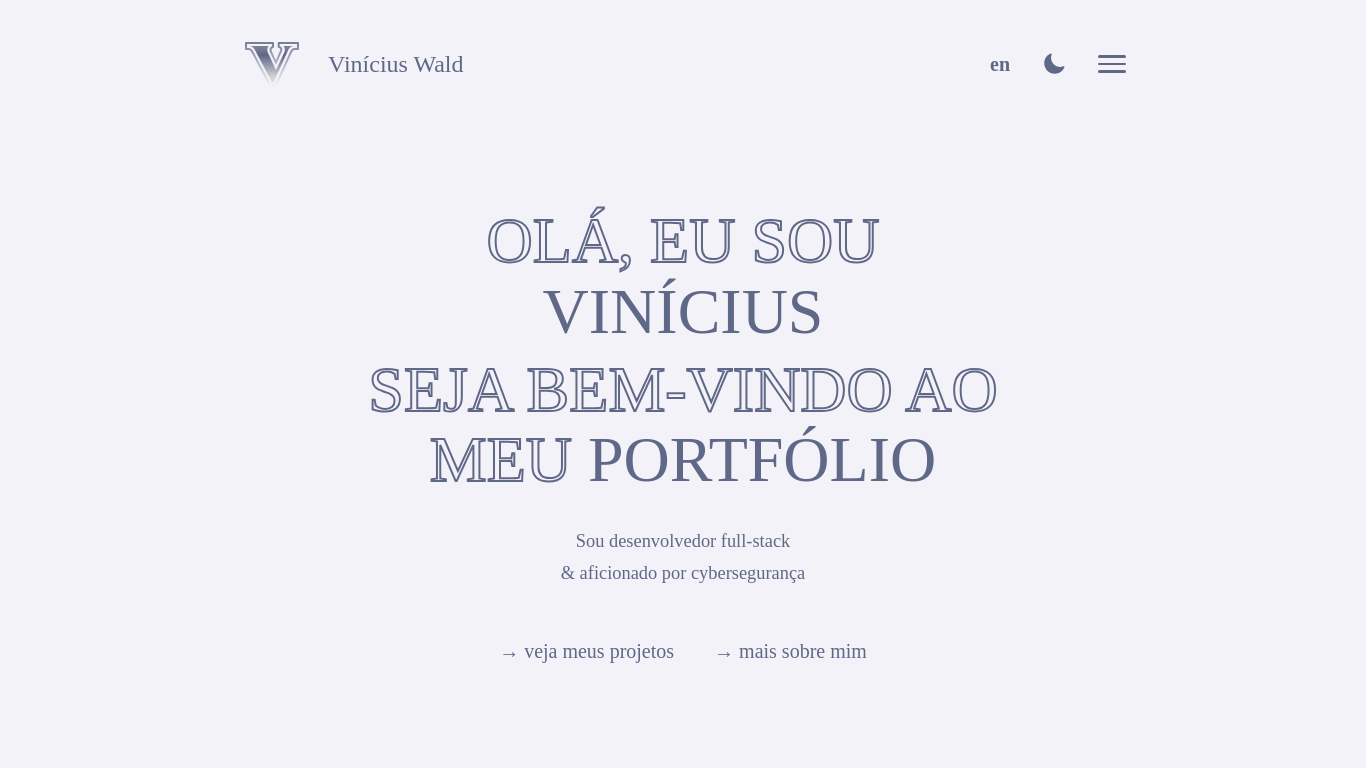 V
Vinícius Wald
en
OLÁ, EU SOU
VINÍCIUS
SEJA BEM-VINDO AO
MEU PORTFÓLIO
Sou desenvolvedor full-stack
& aficionado por cybersegurança
→ veja meus projetos
→ mais sobre mim